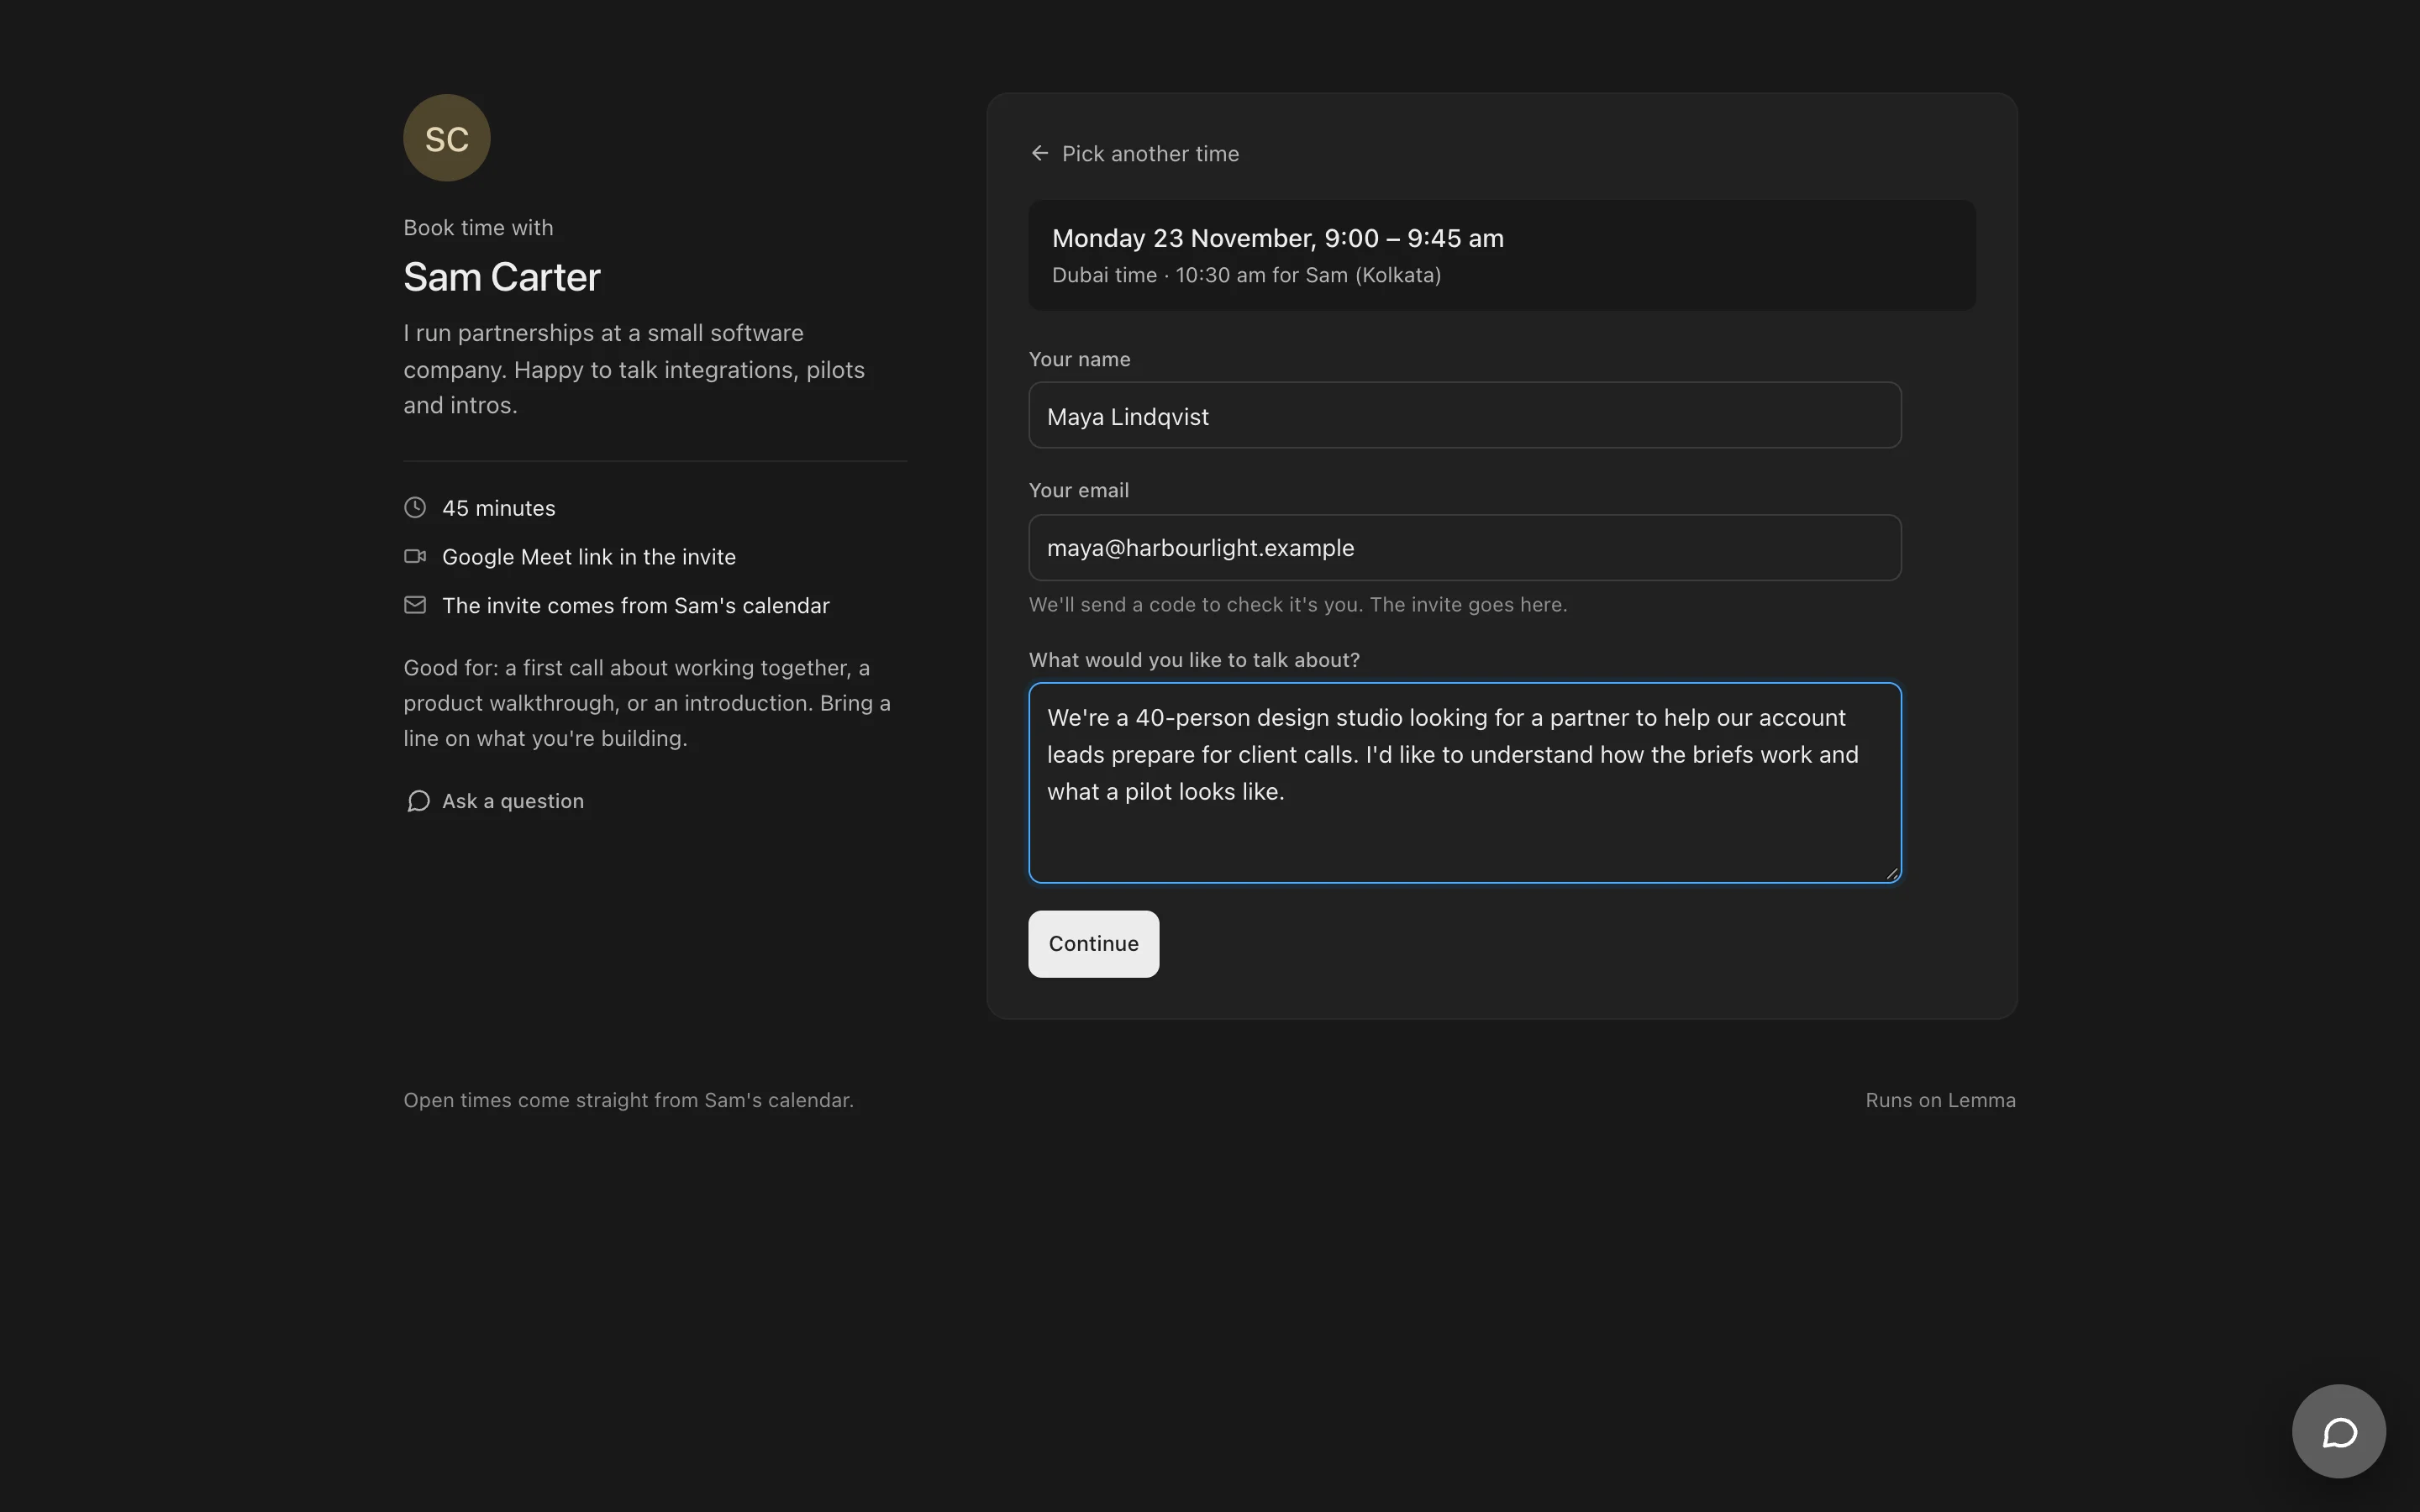 SC
Book time with
Sam Carter
I run partnerships at a small software
company. Happy to talk integrations, pilots
and intros.
45 minutes
Google Meet link in the invite
The invite comes from Sam's calendar
Good for: a first call about working together, a
product walkthrough, or an introduction. Bring a
line on what you're building.
Ask a question
Pick another time
Monday 23 November, 9:00 – 9:45 am
Dubai time · 10:30 am for Sam (Kolkata)
Your name
Maya Lindqvist
Your email
maya@harbourlight.example
We'll send a code to check it's you. The invite goes here.
What would you like to talk about?
We're a 40-person design studio looking for a partner to help our account
leads prepare for client calls. I'd like to understand how the briefs work and
what a pilot looks like.
Continue
Open times come straight from Sam's calendar.
Runs on Lemma